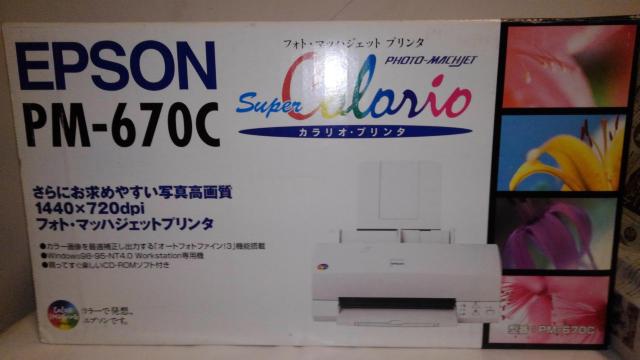 EPSON
PM-670C
フォト・マッハジェット プリンタ
PHOTO-MACHJET
Super Colorio
カラリオ・プリンタ
さらにお求めやすい写真高画質
1440×720dpi
フォト・マッハジェットプリンタ
●カラー画像を最適補正し出力する「オートフォトファイン!3」機能搭載
●Windows98・95・NT4.0 Workstation専用機
●買ってすぐ楽しいCD-ROMソフト付き
カラーで発想、
エプソンです。
型番:PM-670C